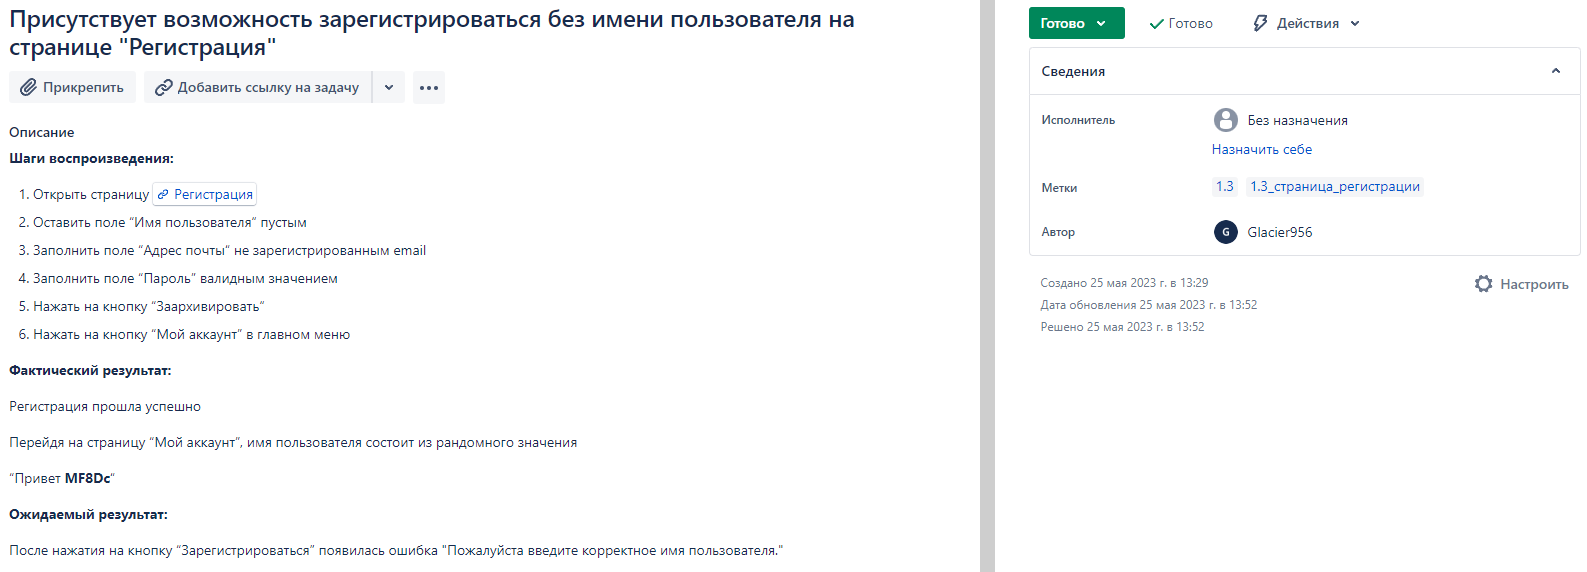 Присутствует возможность зарегистрироваться без имени пользователя на
странице "Регистрация"
Прикрепить
Добавить ссылку на задачу
Описание
Шаги воспроизведения:
1. Открыть страницу Регистрация
2. Оставить поле “Имя пользователя“ пустым
3. Заполнить поле “Адрес почты“ не зарегистрированным email
4. Заполнить поле “Пароль“ валидным значением
5. Нажать на кнопку “Заархивировать“
6. Нажать на кнопку “Мой аккаунт“ в главном меню
Фактический результат:
Регистрация прошла успешно
Перейдя на страницу “Мой аккаунт“, имя пользователя состоит из рандомного значения
“Привет MF8Dc“
Ожидаемый результат:
После нажатия на кнопку “Зарегистрироваться” появилась ошибка "Пожалуйста введите корректное имя пользователя."
Готово
Готово
Действия
Сведения
Исполнитель
Без назначения
Назначить себе
Метки
1.3 1.3_страница_регистрации
Автор
G Glacier956
Создано 25 мая 2023 г. в 13:29
Настроить
Дата обновления 25 мая 2023 г. в 13:52
Решено 25 мая 2023 г. в 13:52